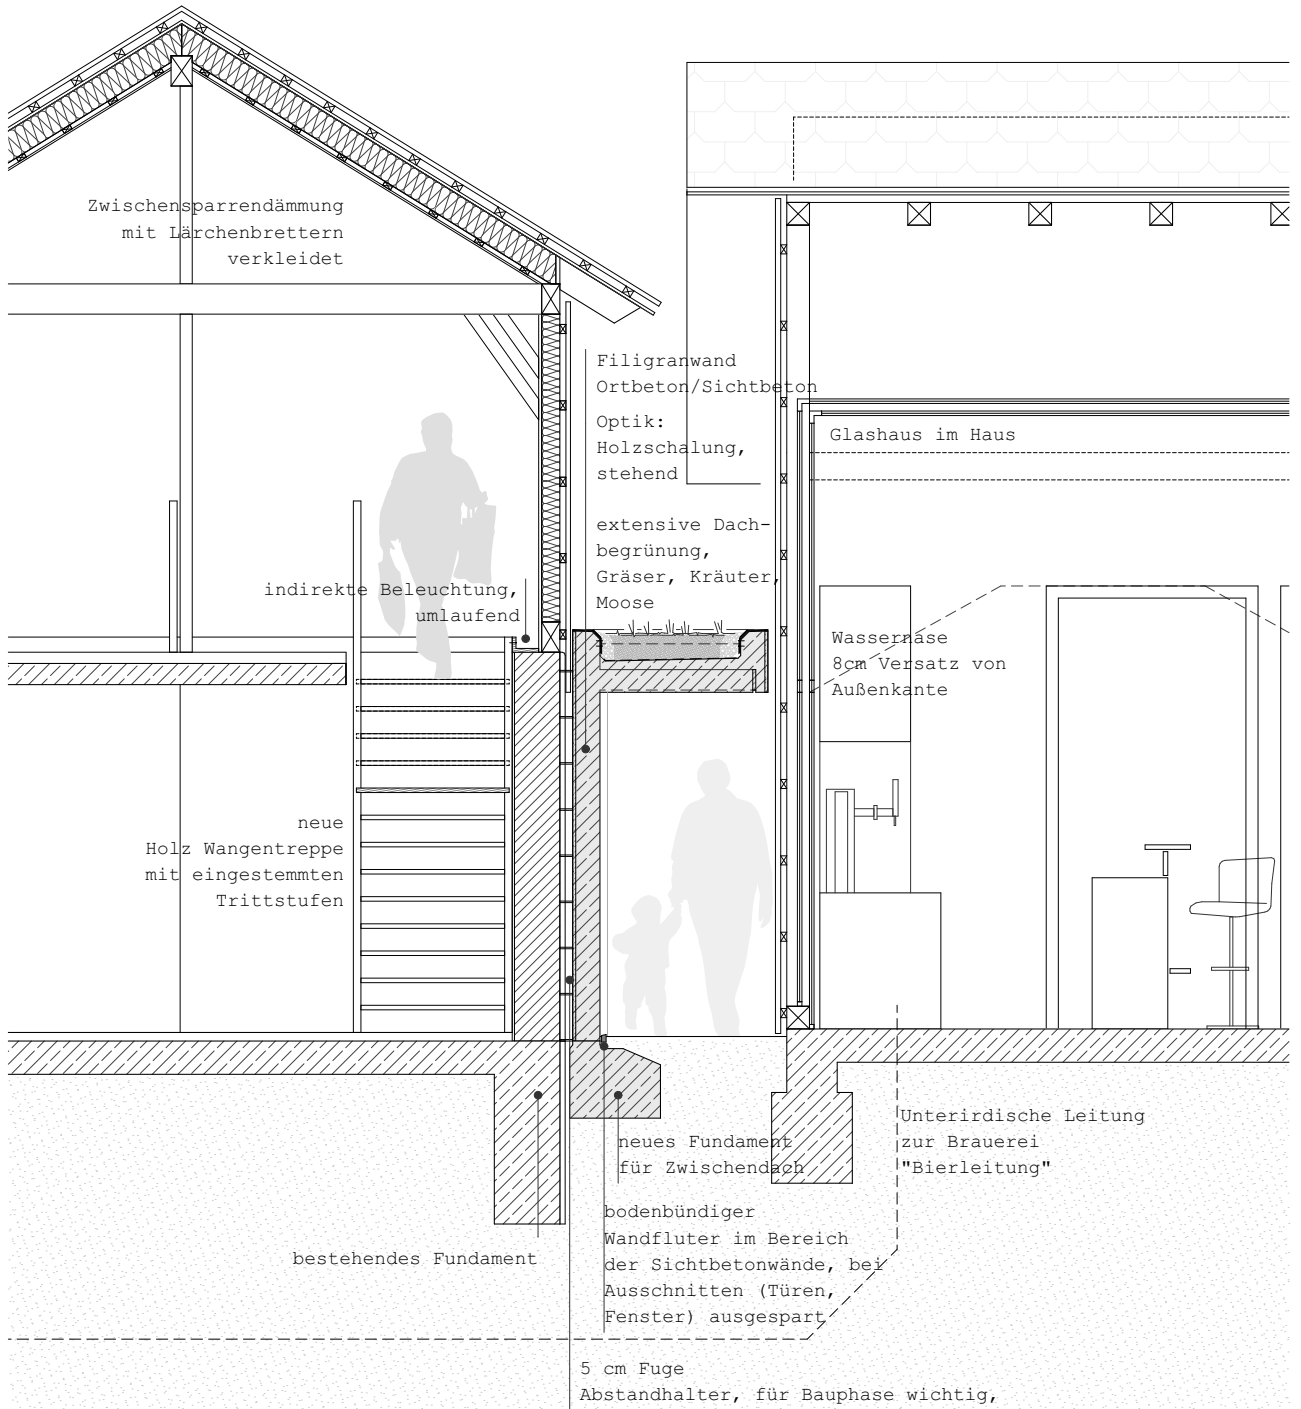 Zwischensparrendämmung
mit Lärchenbrettern
verkleidet
Filigranwand
Ortbeton/Sichtbeton
Optik:
Holzschalung,
stehend
Glashaus im Haus
extensive Dach-
begrünung,
Gräser, Kräuter,
Moose
indirekte Beleuchtung,
umlaufend
Wassernase
8cm Versatz von
Außenkante
neue
Holz Wangentreppe
mit eingestemmten
Trittstufen
Unterirdische Leitung
zur Brauerei
"Bierleitung"
neues Fundament
für Zwischendach
bodenbündiger
Wandfluter im Bereich
der Sichtbetonwände, bei
Ausschnitten (Türen,
Fenster) ausgespart
bestehendes Fundament
5 cm Fuge
Abstandhalter, für Bauphase wichtig,